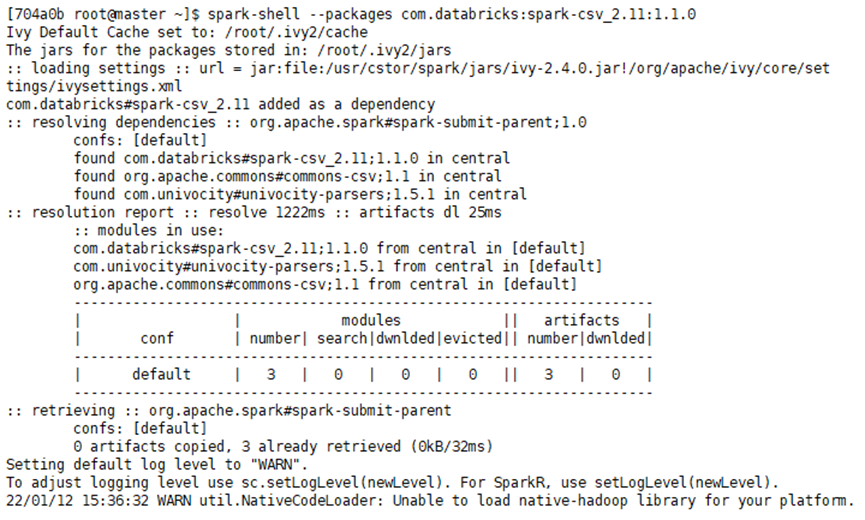 [704a0b root@master ~]$ spark-shell --packages com.databricks:spark-csv_2.11:1.1.0
Ivy Default Cache set to: /root/.ivy2/cache
The jars for the packages stored in: /root/.ivy2/jars
:: loading settings :: url = jar:file:/usr/cstor/spark/jars/ivy-2.4.0.jar!/org/apache/ivy/core/set
tings/ivysettings.xml
com.databricks#spark-csv_2.11 added as a dependency
:: resolving dependencies :: org.apache.spark#spark-submit-parent;1.0
        confs: [default]
        found com.databricks#spark-csv_2.11;1.1.0 in central
        found org.apache.commons#commons-csv;1.1 in central
        found com.univocity#univocity-parsers;1.5.1 in central
:: resolution report :: resolve 1222ms :: artifacts dl 25ms
        :: modules in use:
        com.databricks#spark-csv_2.11;1.1.0 from central in [default]
        com.univocity#univocity-parsers;1.5.1 from central in [default]
        org.apache.commons#commons-csv;1.1 from central in [default]
        ---------------------------------------------------------------------
        |                  |            modules            ||   artifacts   |
        |       conf       | number| search|dwnlded|evicted|| number|dwnlded|
        ---------------------------------------------------------------------
        |      default     |   3   |   0   |   0   |   0   ||   3   |   0   |
        ---------------------------------------------------------------------
:: retrieving :: org.apache.spark#spark-submit-parent
        confs: [default]
        0 artifacts copied, 3 already retrieved (0kB/32ms)
Setting default log level to "WARN".
To adjust logging level use sc.setLogLevel(newLevel). For SparkR, use setLogLevel(newLevel).
22/01/12 15:36:32 WARN util.NativeCodeLoader: Unable to load native-hadoop library for your platform.